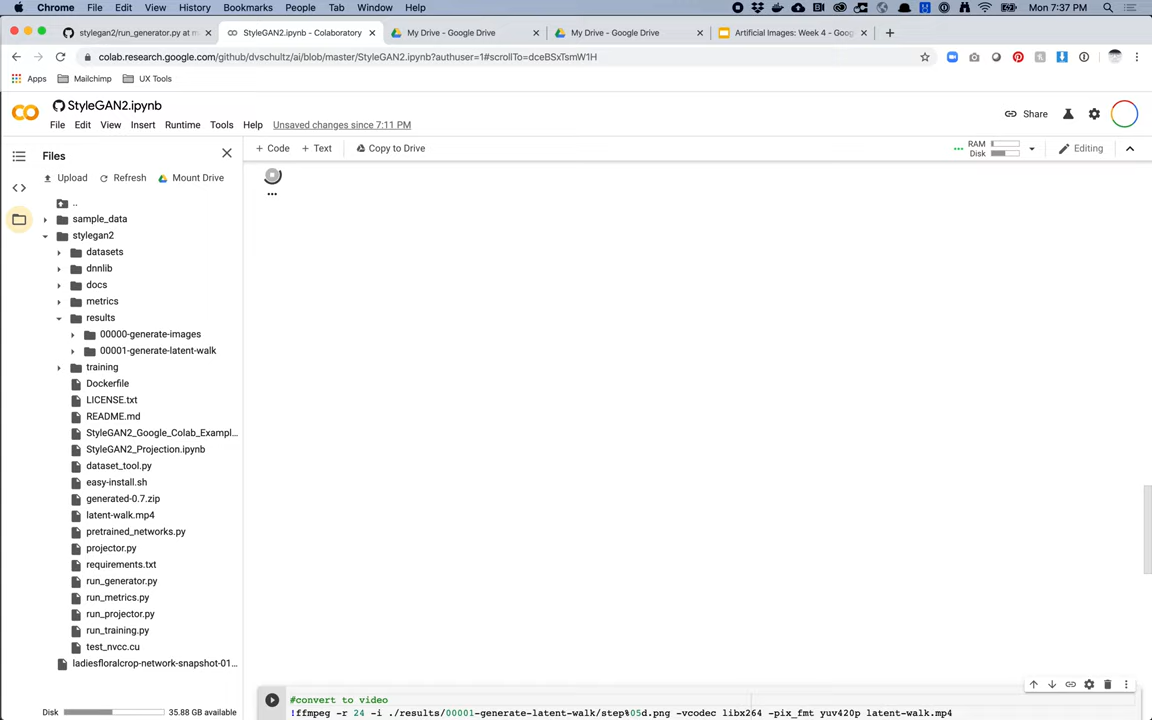 Chrome File Edit View History Bookmarks People Tab Window Help Mon 7:37 PM
stylegan2/run_generator.py at m StyleGAN2.ipynb - Colaboratory My Drive - Google Drive My Drive - Google Drive Artificial Images: Week 4 - Goog
colab.research.google.com/github/dvschultz/ai/blob/master/StyleGAN2.ipynb?authuser=1#scrollTo=dceBSxTsmW1H
Apps Mailchimp UX Tools
StyleGAN2.ipynb
Share
File Edit View Insert Runtime Tools Help Unsaved changes since 7:11 PM
Files
+ Code + Text Copy to Drive
RAM
Disk
Editing
Upload Refresh Mount Drive
..
sample_data
stylegan2
datasets
dnnlib
docs
metrics
results
00000-generate-images
00001-generate-latent-walk
training
Dockerfile
LICENSE.txt
README.md
StyleGAN2_Google_Colab_Exampl...
StyleGAN2_Projection.ipynb
dataset_tool.py
easy-install.sh
generated-0.7.zip
latent-walk.mp4
pretrained_networks.py
projector.py
requirements.txt
run_generator.py
run_metrics.py
run_projector.py
run_training.py
test_nvcc.cu
ladiesfloralcrop-network-snapshot-01...
Disk 35.88 GB available
#convert to video
!ffmpeg -r 24 -i ./results/00001-generate-latent-walk/step%05d.png -vcodec libx264 -pix_fmt yuv420p latent-walk.mp4